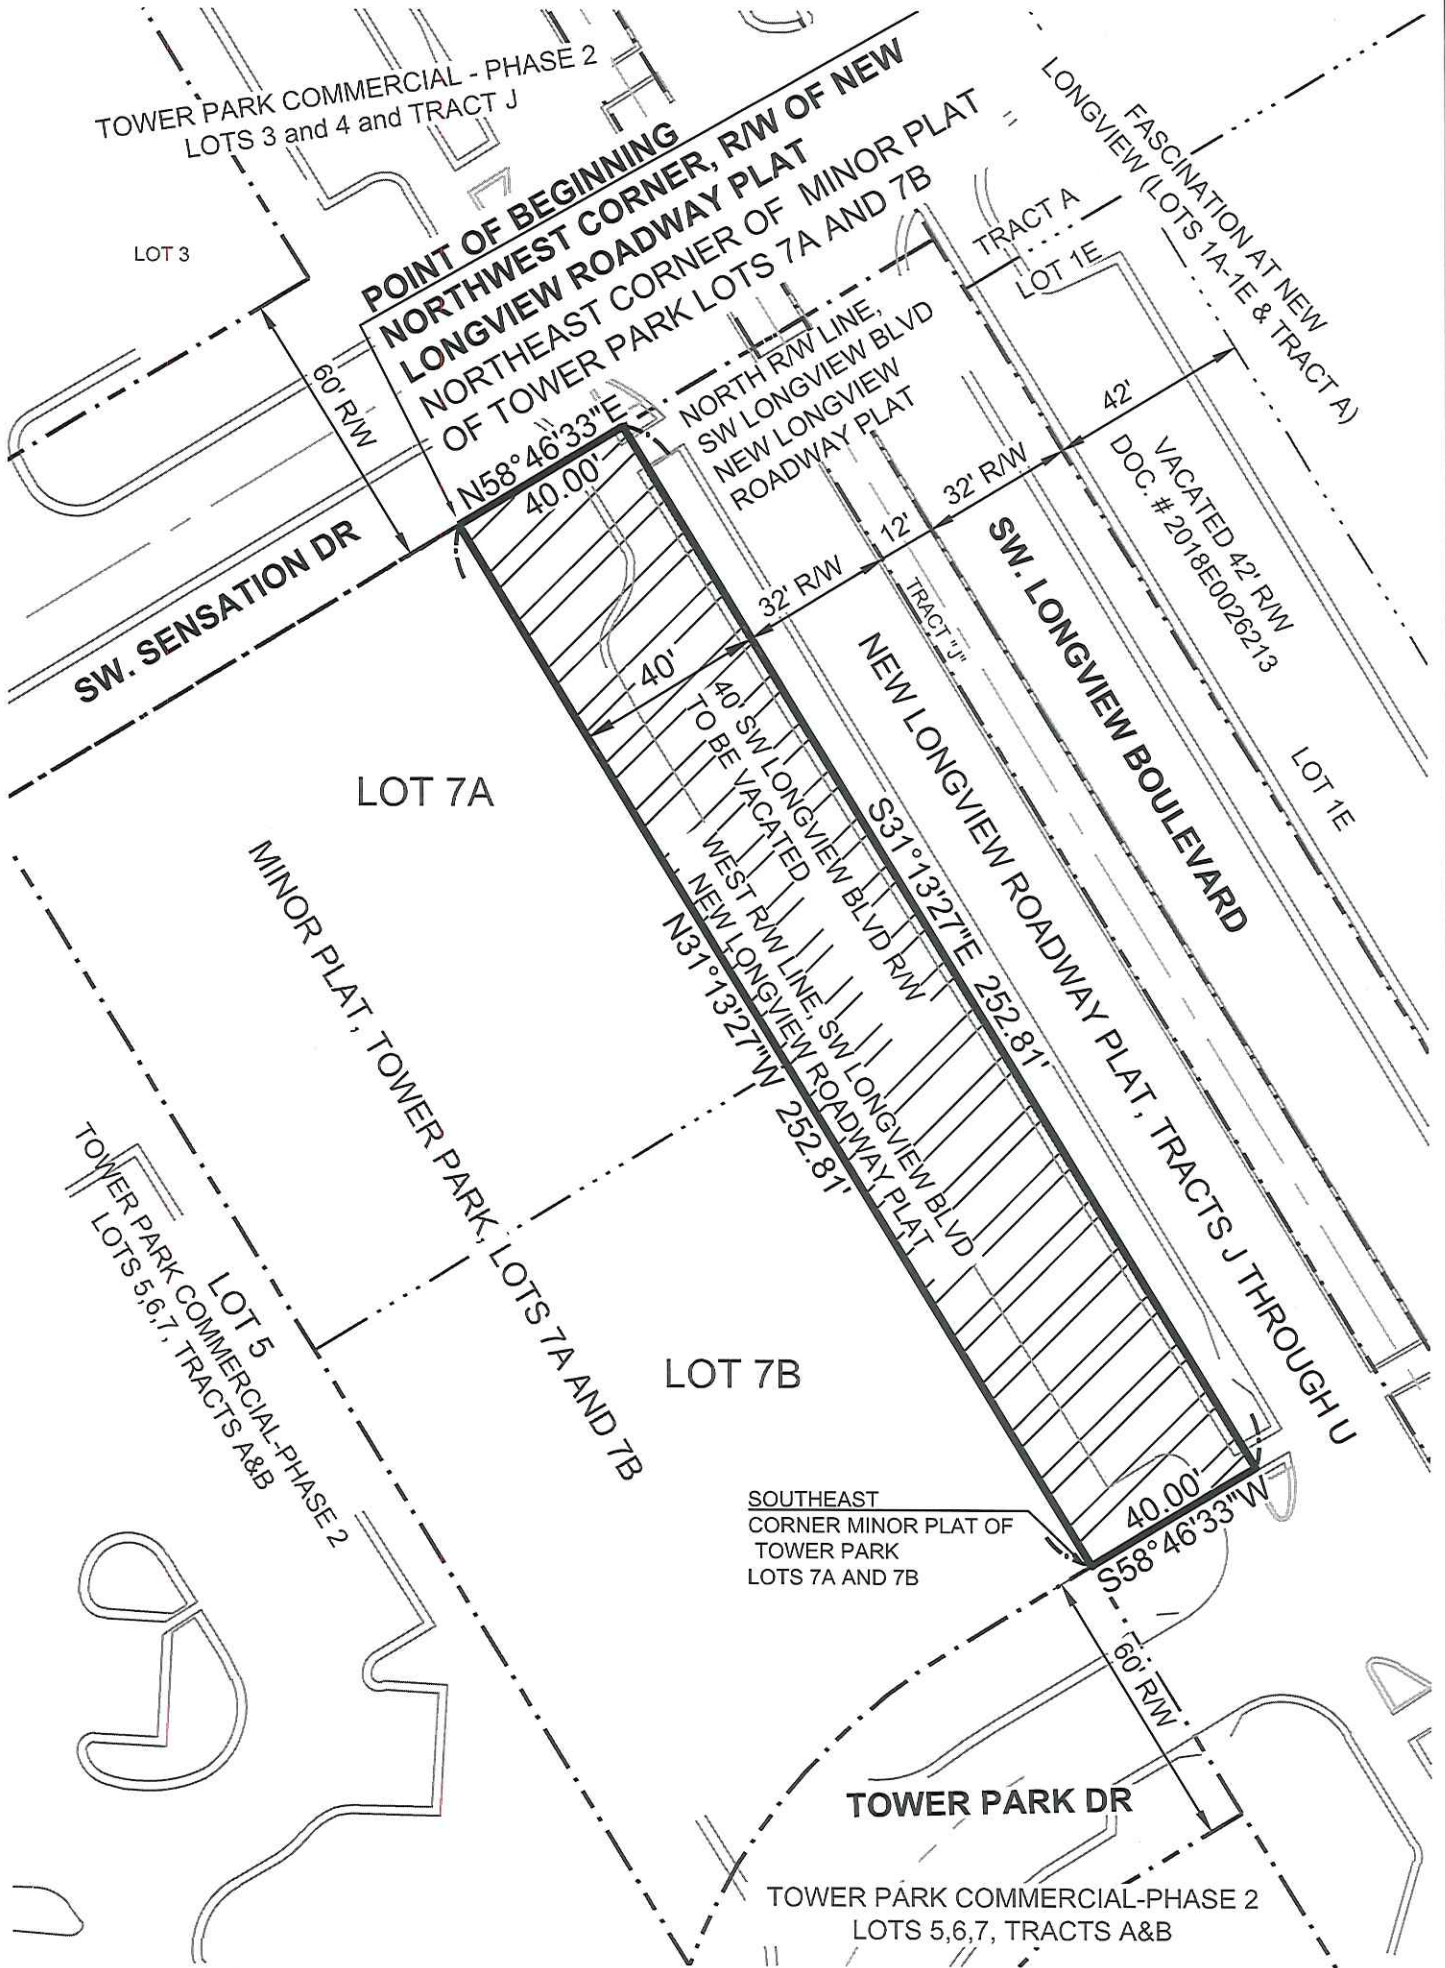 TOWER PARK COMMERCIAL - PHASE 2
LOTS 3 and 4 and TRACT J
LOT 3
POINT OF BEGINNING
NORTHWEST CORNER, R/W OF NEW
LONGVIEW ROADWAY PLAT
NORTHEAST CORNER OF MINOR PLAT
OF TOWER PARK LOTS 7A AND 7B
FASCINATION AT NEW
LONGVIEW (LOTS 1A-1E & TRACT A)
TRACT A
LOT 1E
60' R/W
NORTH R/W LINE,
SW LONGVIEW BLVD
NEW LONGVIEW
ROADWAY PLAT
N58°46'33"E
40.00'
42'
32' R/W
12'
32' R/W
VACATED 42' R/W
DOC. # 2018E0026213
SW. SENSATION DR
SW. LONGVIEW BOULEVARD
TRACT "J"
40'
NEW LONGVIEW ROADWAY PLAT, TRACTS J THROUGH U
40' SW LONGVIEW BLVD R/W
TO BE VACATED
LOT 1E
LOT 7A
S31°13'27"E 252.81'
WEST R/W LINE, SW LONGVIEW BLVD
NEW LONGVIEW ROADWAY PLAT
N31°13'27"W 252.81'
MINOR PLAT, TOWER PARK, LOTS 7A AND 7B
LOT 5
TOWER PARK COMMERCIAL-PHASE 2
LOTS 5,6,7, TRACTS A&B
LOT 7B
SOUTHEAST
CORNER MINOR PLAT OF
TOWER PARK
LOTS 7A AND 7B
40.00'
S58°46'33"W
60' R/W
TOWER PARK DR
TOWER PARK COMMERCIAL-PHASE 2
LOTS 5,6,7, TRACTS A&B